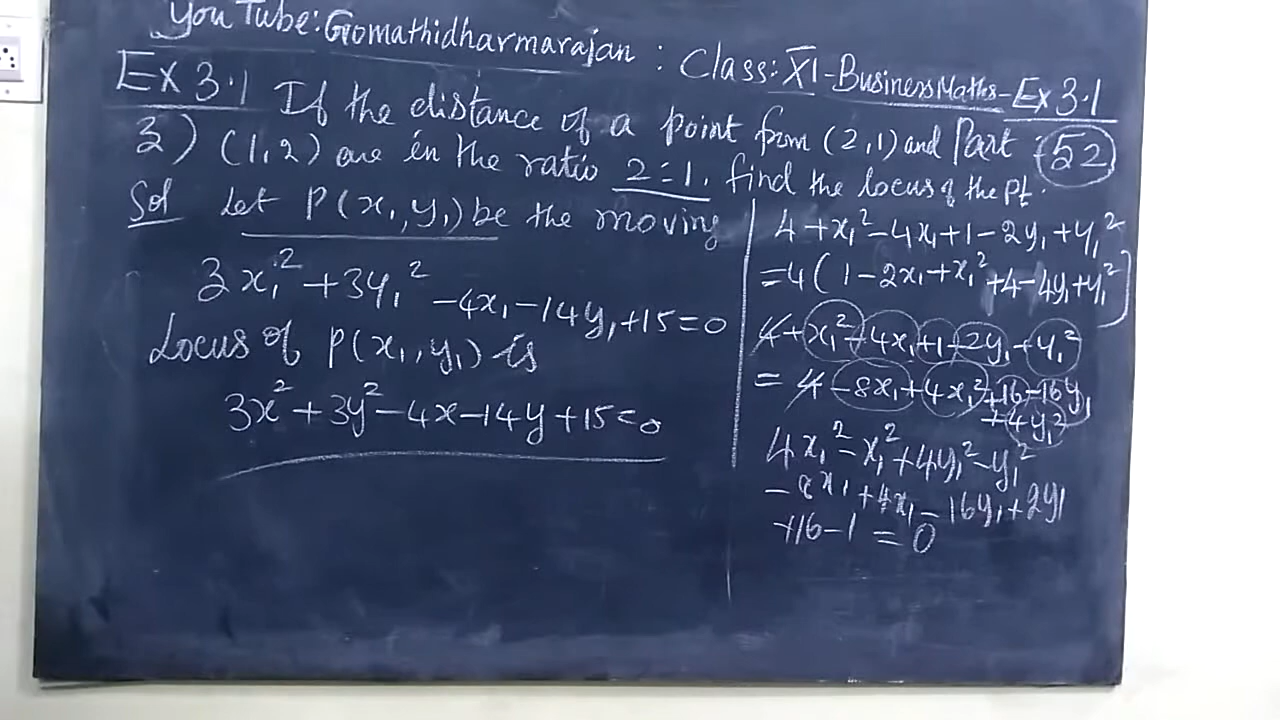 YouTube: Gomathidharmarajan : Class: XI - Business Maths - Ex 3.1
Ex 3.1 If the distance of a point from (2,1) and Part : 52
3) (1,2) are in the ratio 2:1, find the locus of the pt.
Sol Let P(x₁, y₁) be the moving
3x₁² + 3y₁² - 4x₁ - 14y₁ + 15 = 0
Locus of P(x₁, y₁) is
3x² + 3y² - 4x - 14y + 15 = 0
4 + x₁² - 4x₁ + 1 - 2y₁ + y₁²
= 4(1 - 2x₁ + x₁² + 4 - 4y₁ + y₁²)
4 + x₁² - 4x₁ + 1 - 2y₁ + y₁²
= 4 - 8x₁ + 4x₁² + 16 - 16y₁
+ 4y₁²
4x₁² - x₁² + 4y₁² - y₁²
- 8x₁ + 4x₁ - 16y₁ + 2y₁
+16 - 1 = 0